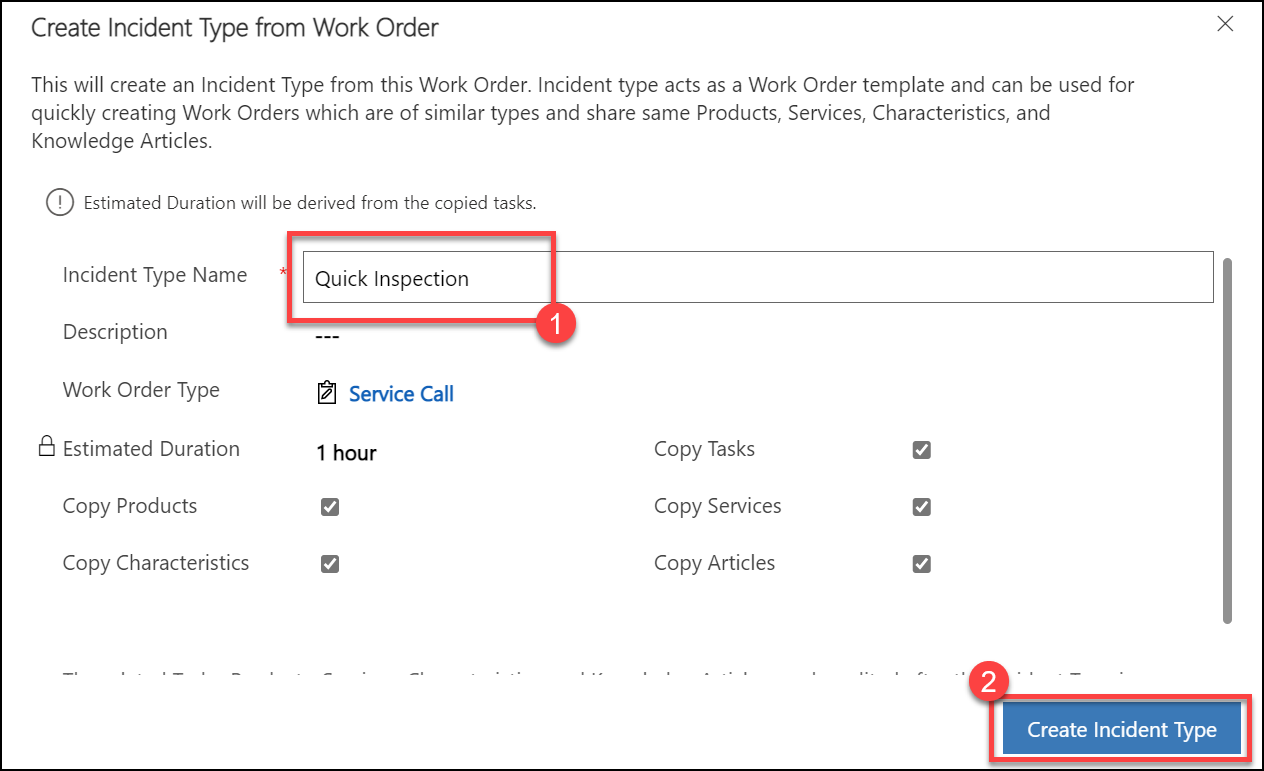 Create Incident Type from Work Order
This will create an Incident Type from this Work Order. Incident type acts as a Work Order template and can be used for
quickly creating Work Orders which are of similar types and share same Products, Services, Characteristics, and
Knowledge Articles.
Estimated Duration will be derived from the copied tasks.
Incident Type Name * Quick Inspection
1
Description ---
Work Order Type Service Call
Estimated Duration 1 hour Copy Tasks
Copy Products Copy Services
Copy Characteristics Copy Articles
2
Create Incident Type